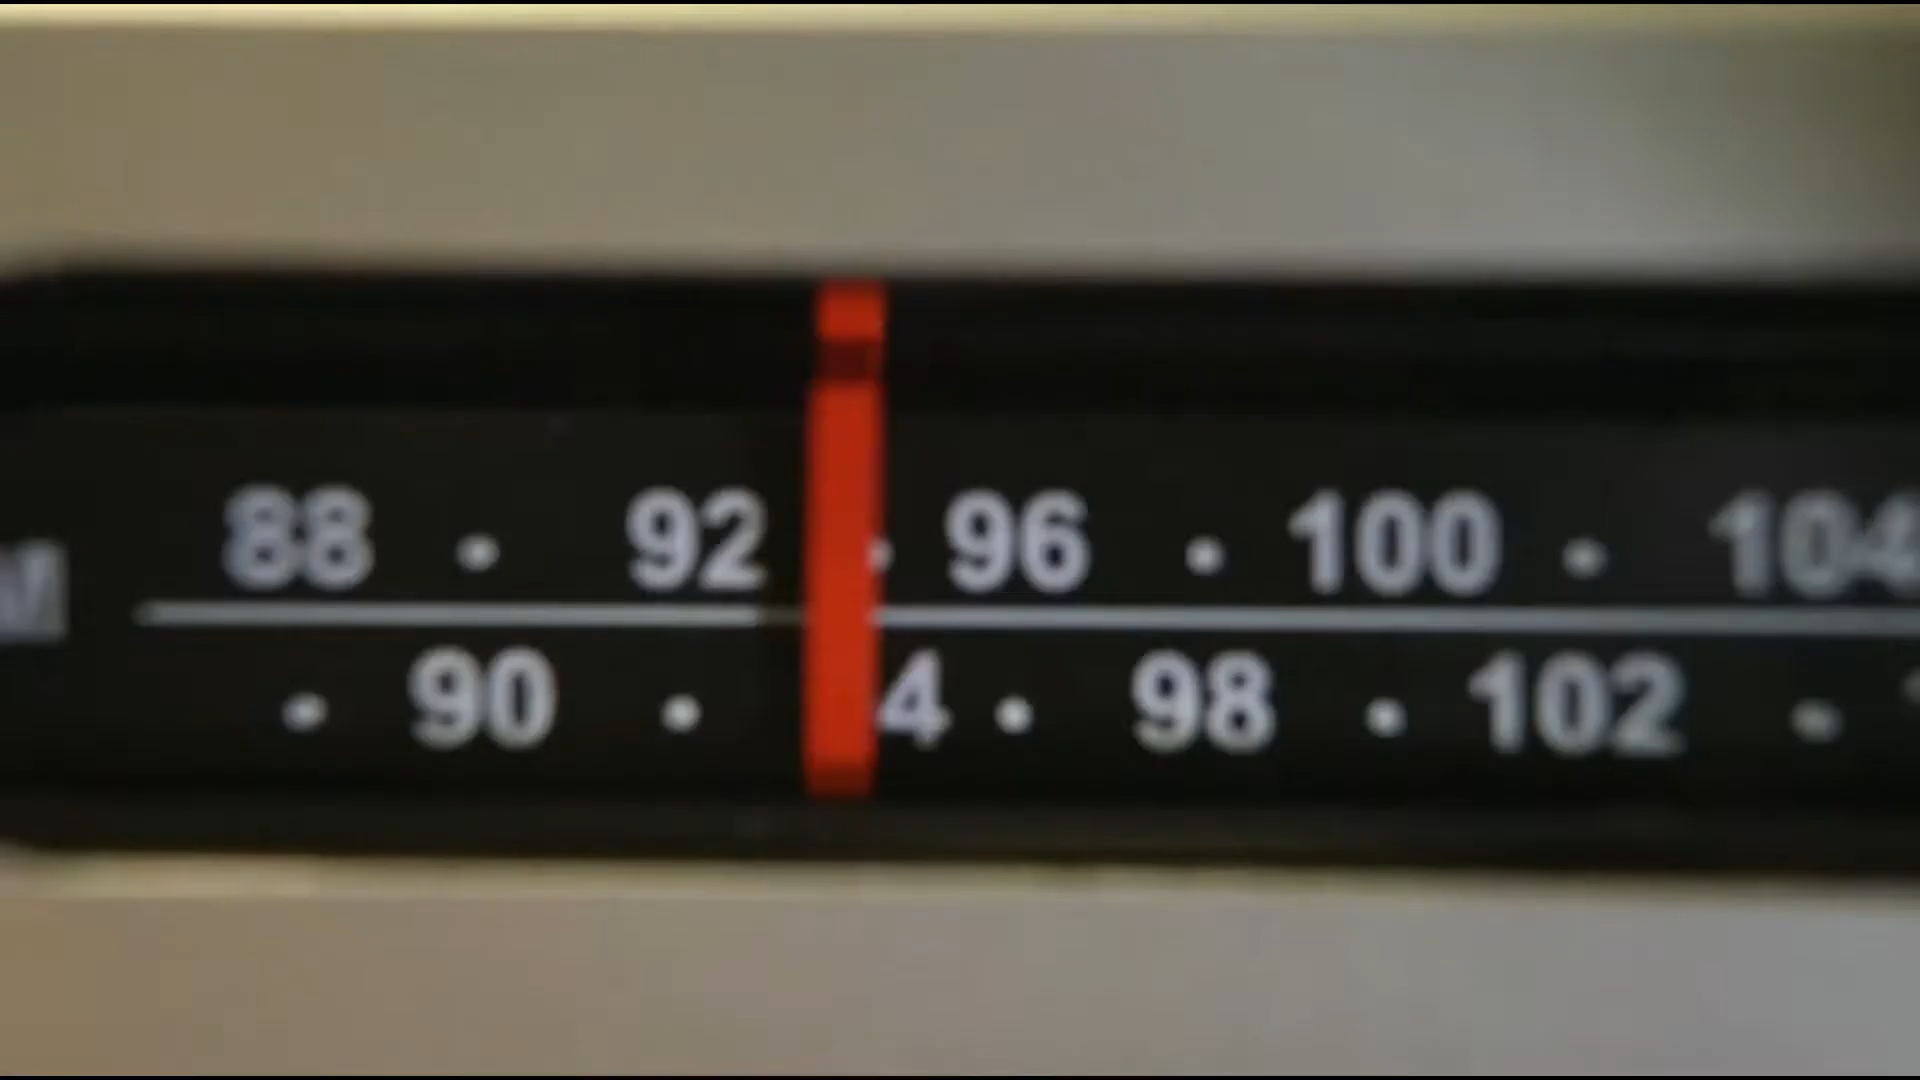 88 • 92 • 96 • 100 • 104
• 90 • 4 • 98 • 102 •